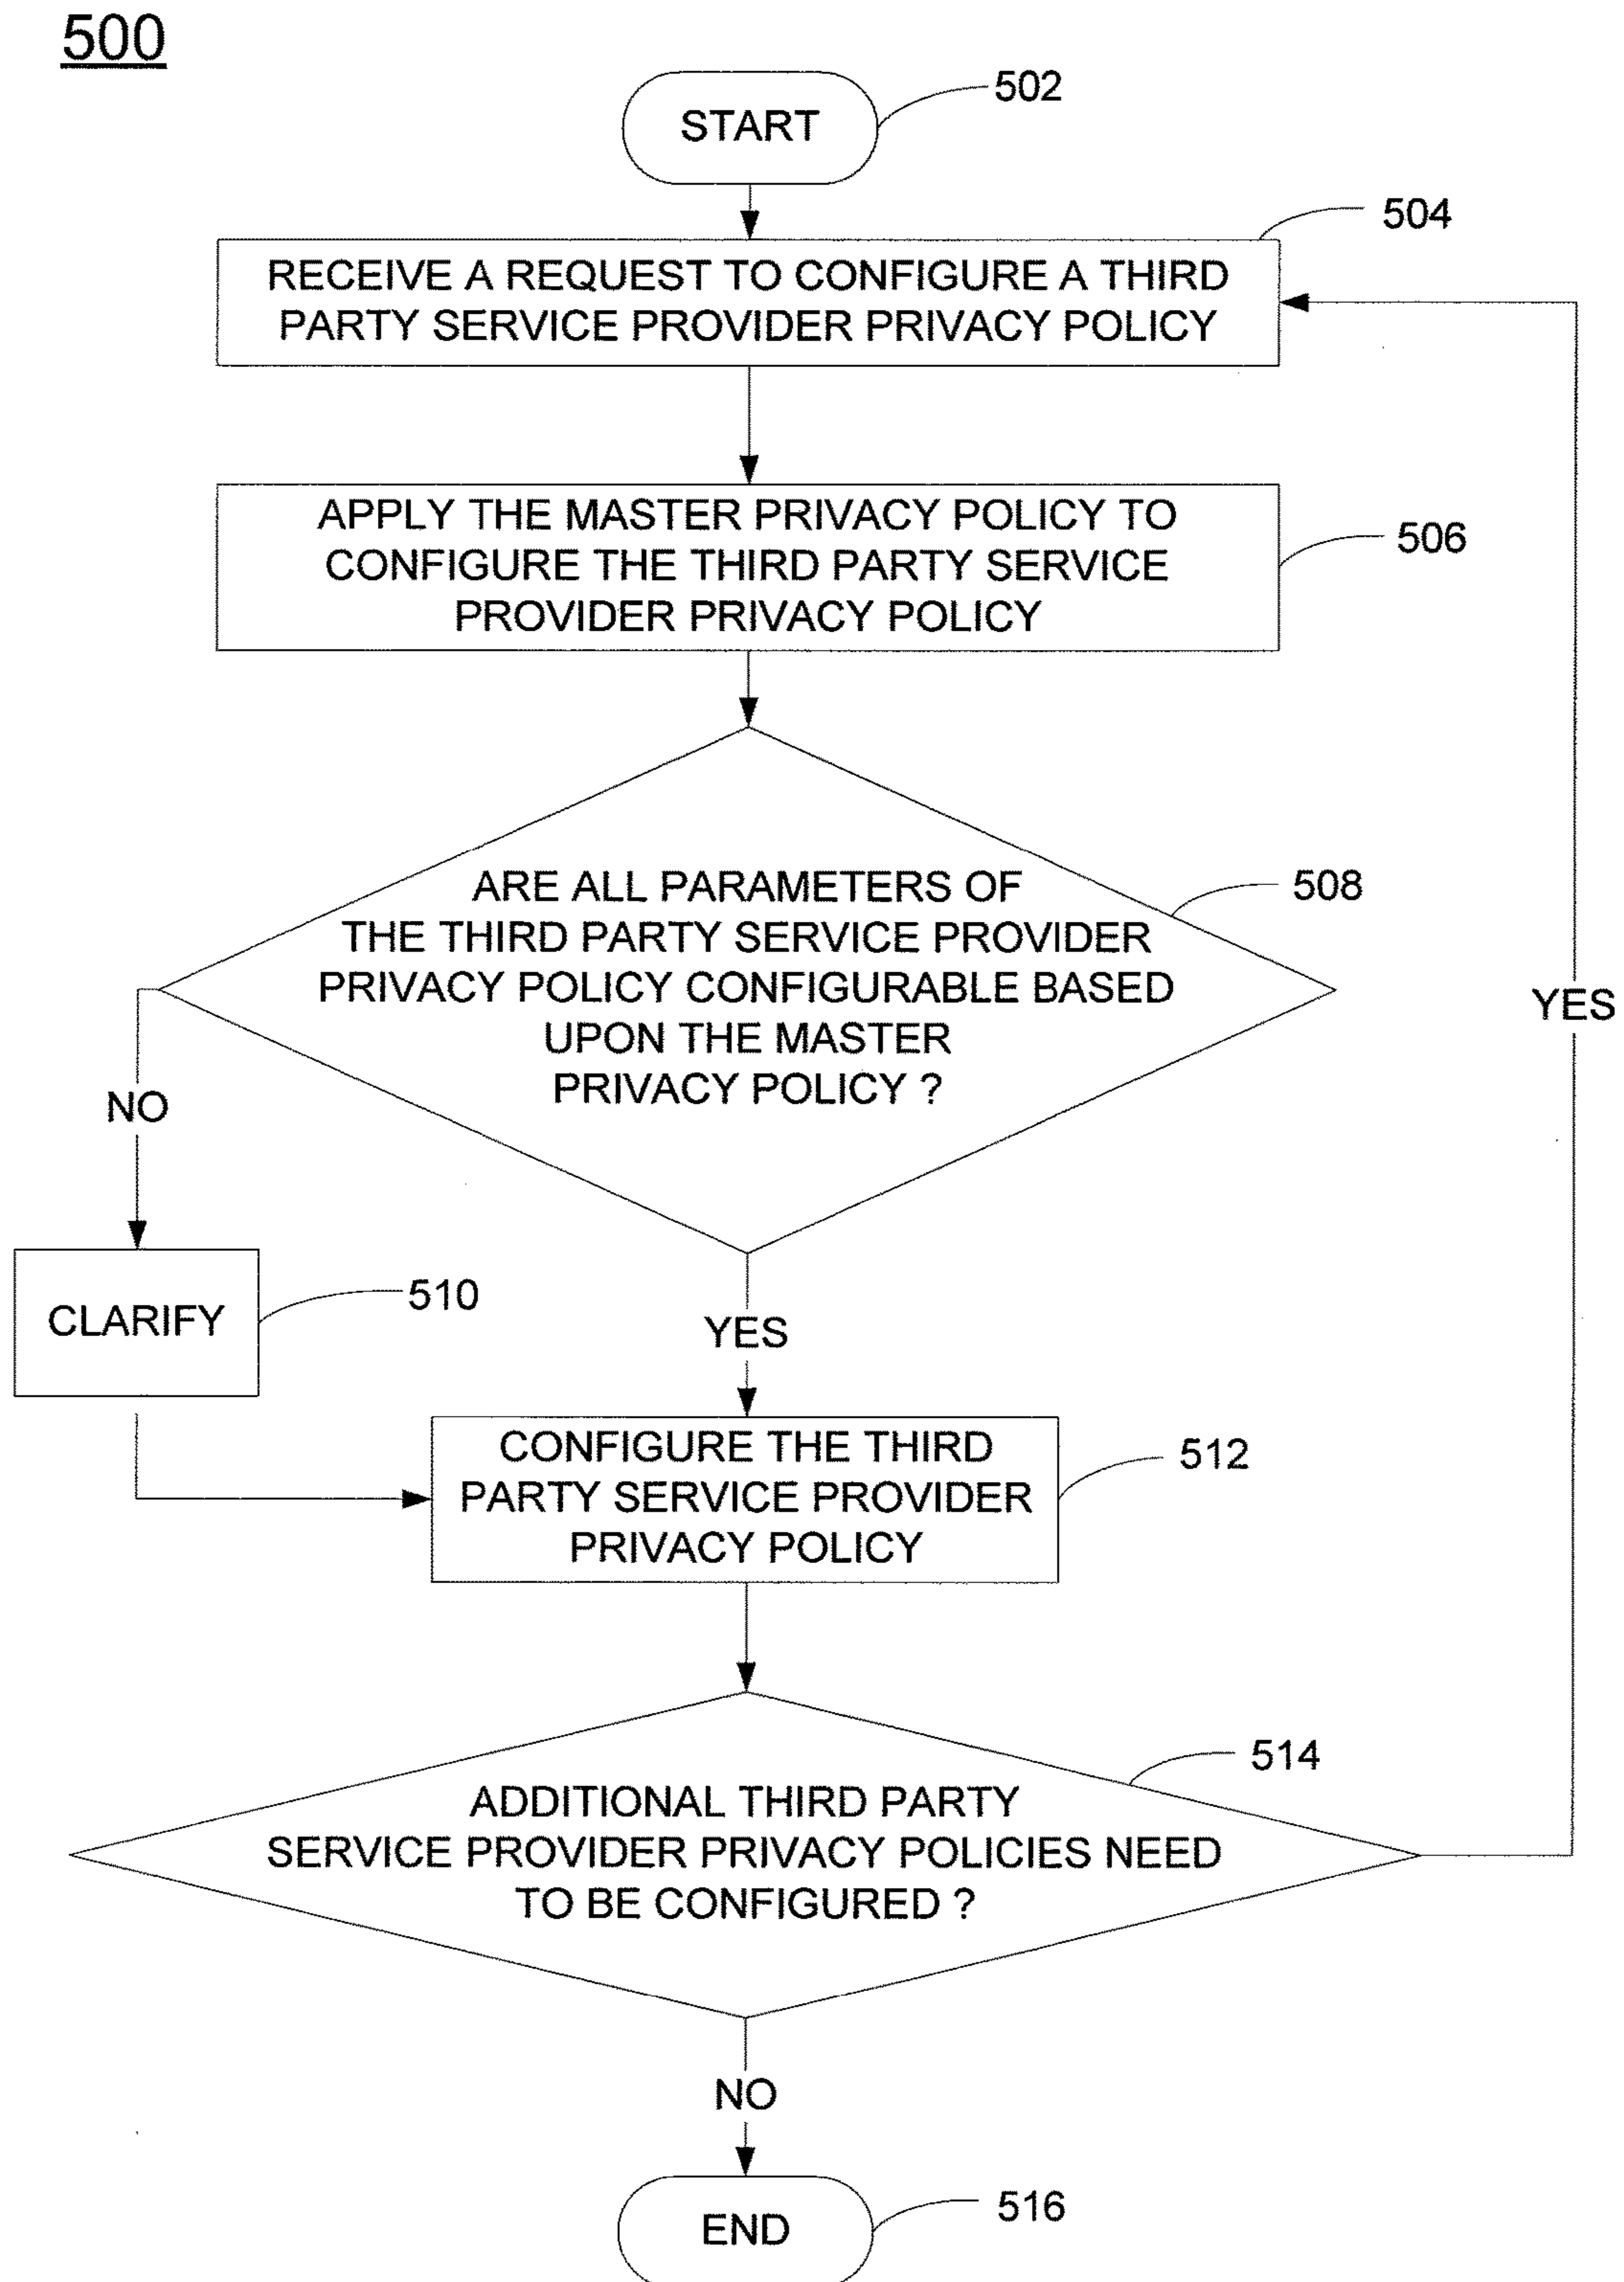 500
START
502
504
RECEIVE A REQUEST TO CONFIGURE A THIRD
PARTY SERVICE PROVIDER PRIVACY POLICY
APPLY THE MASTER PRIVACY POLICY TO
CONFIGURE THE THIRD PARTY SERVICE
PROVIDER PRIVACY POLICY
506
ARE ALL PARAMETERS OF
THE THIRD PARTY SERVICE PROVIDER
PRIVACY POLICY CONFIGURABLE BASED
UPON THE MASTER
PRIVACY POLICY ?
508
YES
NO
CLARIFY
510
YES
CONFIGURE THE THIRD
PARTY SERVICE PROVIDER
PRIVACY POLICY
512
514
ADDITIONAL THIRD PARTY
SERVICE PROVIDER PRIVACY POLICIES NEED
TO BE CONFIGURED ?
NO
END
516